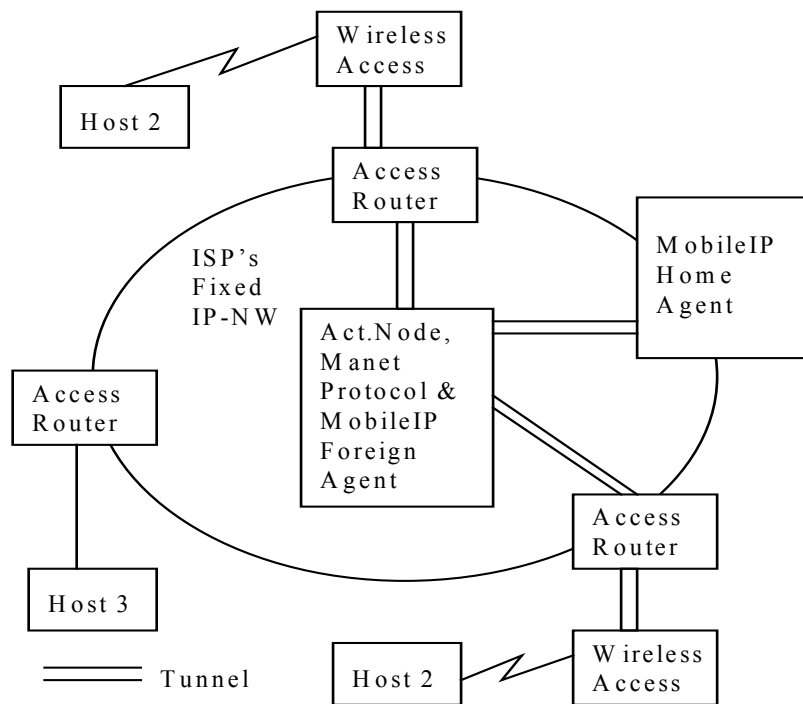 Wireless
Access
Host 2
Access
Router
MobileIP
Home
Agent
ISP's
Fixed
IP-NW
Act.Node,
Manet
Protocol &
MobileIP
Foreign
Agent
Access
Router
Access
Router
Host 3
Wireless
Access
Host 2
Tunnel